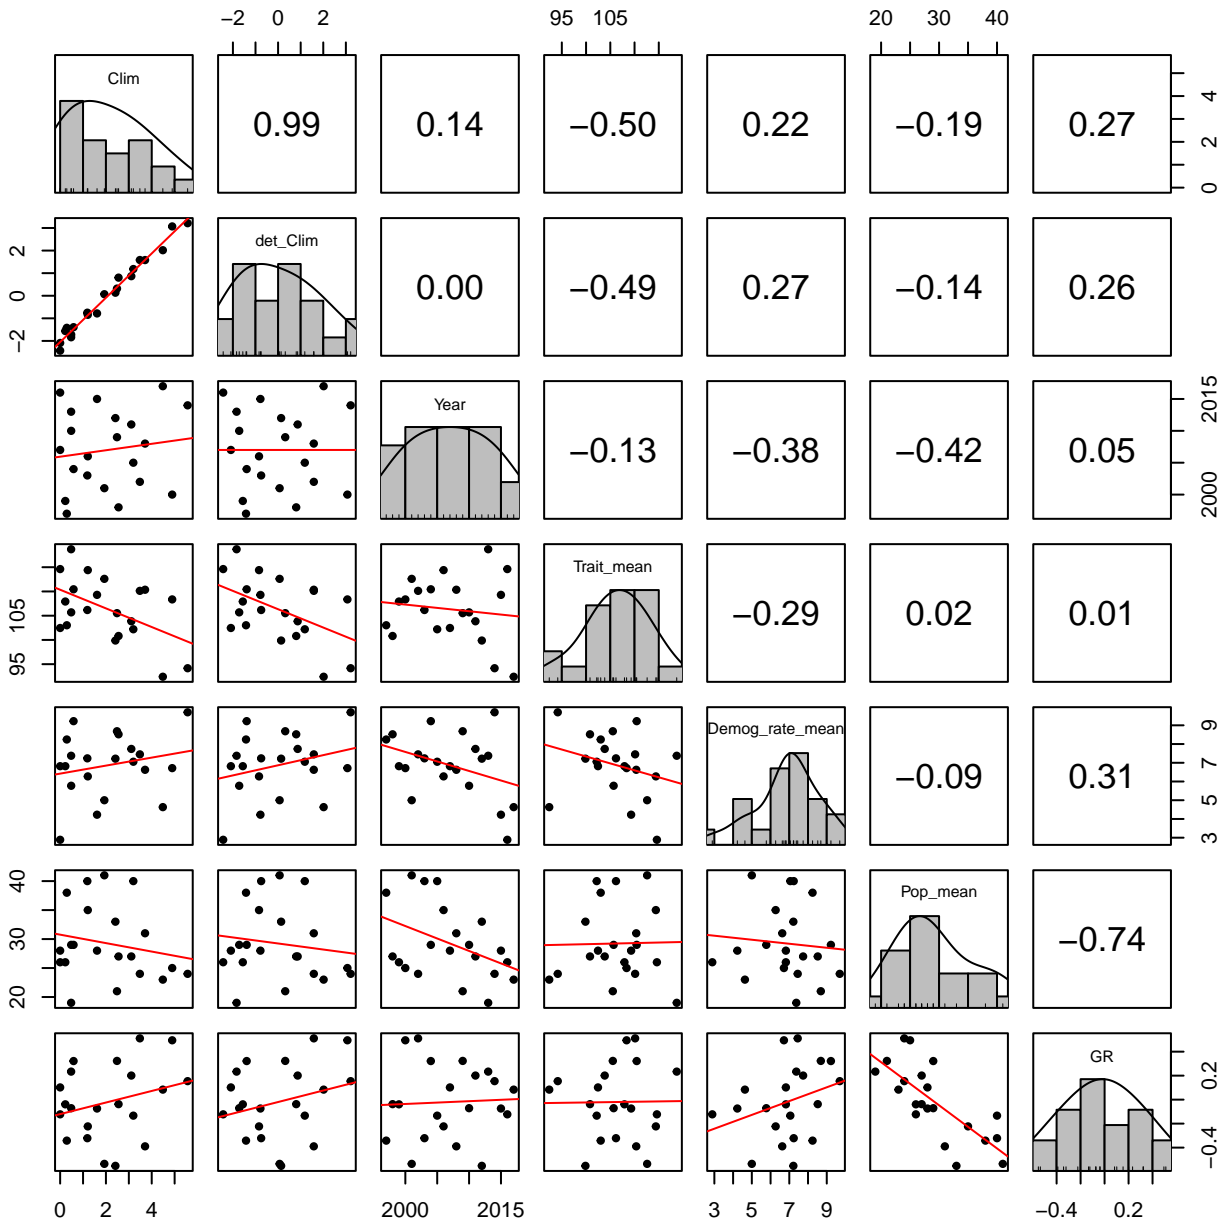 −2 0 2 95 105 20 30 40
Clim 0.99 0.14 −0.50 0.22 −0.19 0.27 0 2 4
−2 0 2 det_Clim 0.00 −0.49 0.27 −0.14 0.26
Year −0.13 −0.38 −0.42 0.05 2000 2015
95 105 Trait_mean −0.29 0.02 0.01
Demog_rate_mean −0.09 0.31 3 5 7 9
20 30 40 Pop_mean −0.74
GR −0.4 0.2
0 2 4 2000 2015 3 5 7 9 −0.4 0.2